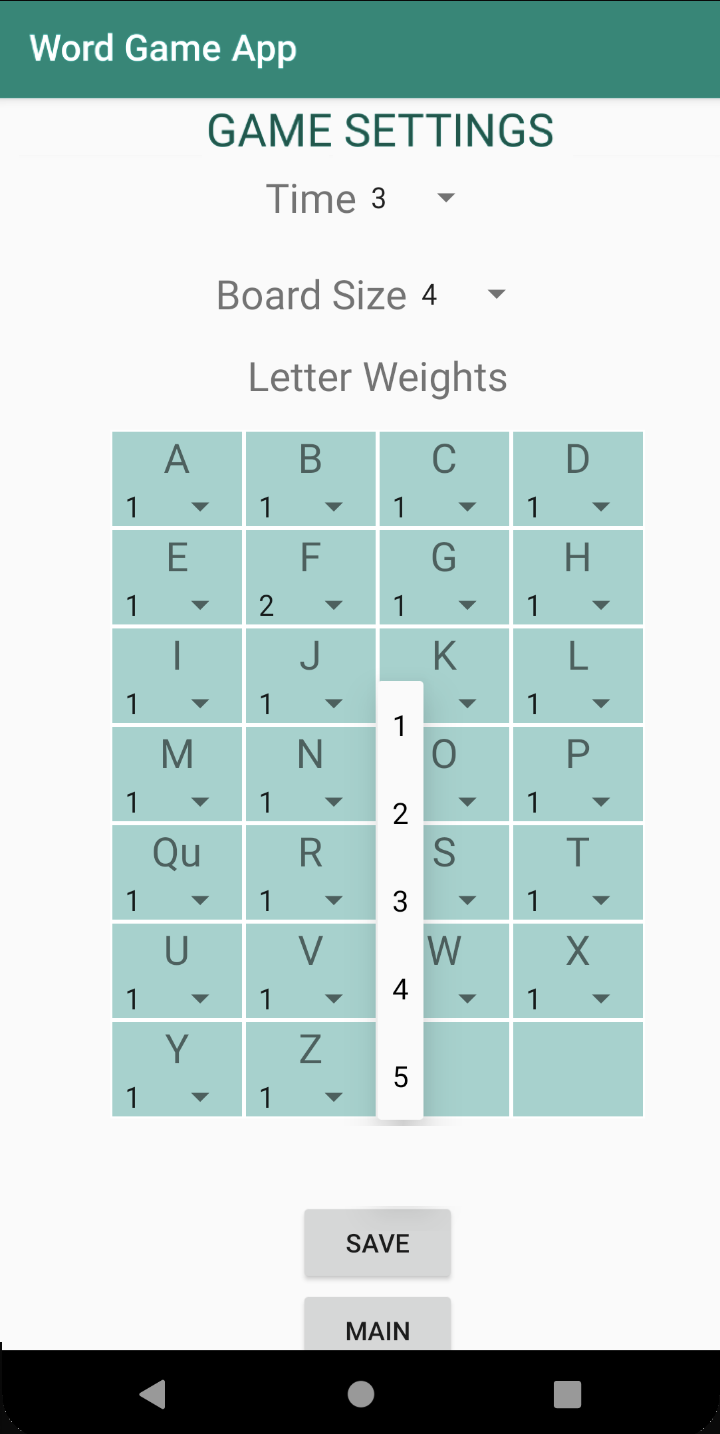 Word Game App
GAME SETTINGS
Time 3
Board Size 4
Letter Weights
A B C D
1 1 1 1
E F G H
1 2 1 1
I J K L
1 1 1
1
M N O P
1 1 1
2
Qu R S T
1 1 3 1
U V W X
1 1 4 1
Y Z
1 1 5
SAVE
MAIN